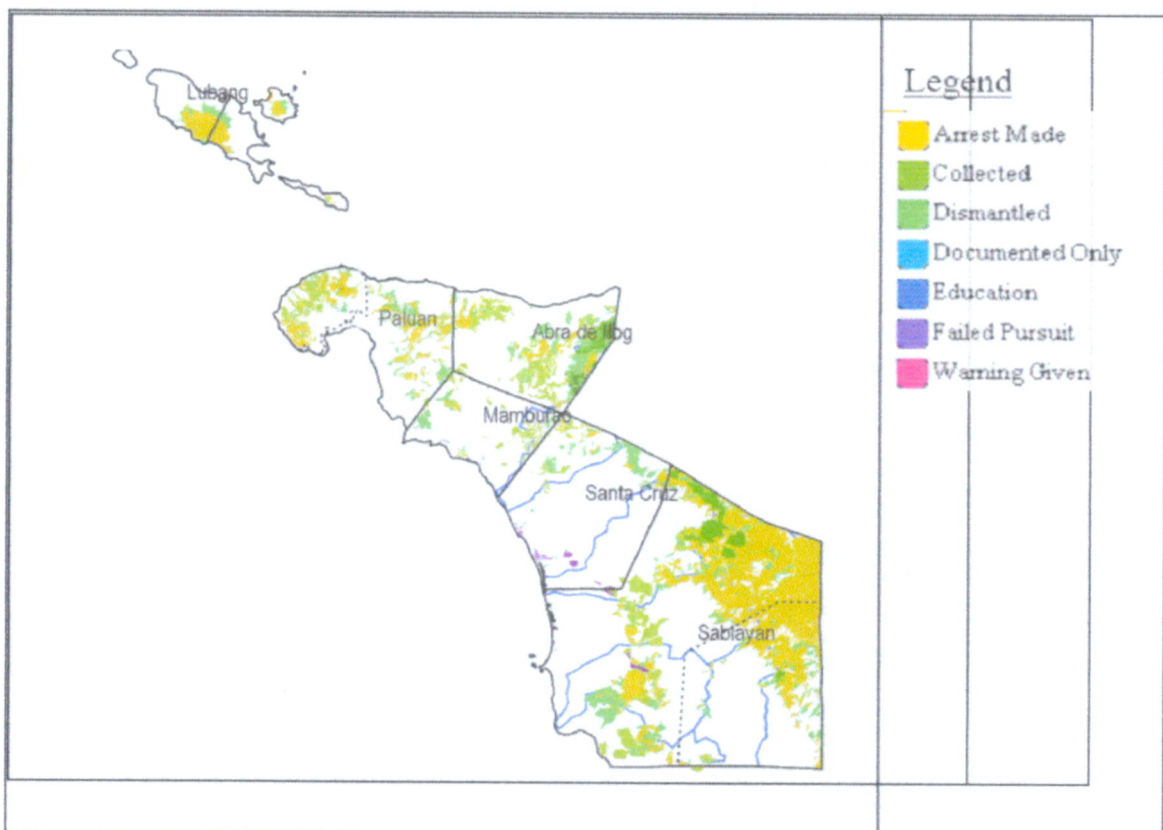 Lubang
Paluan
Abra de Ilog
Mamburao
Santa Cruz
Sablayan
Legend
Arrest Made
Collected
Dismantled
Documented Only
Education
Failed Pursuit
Warning Given